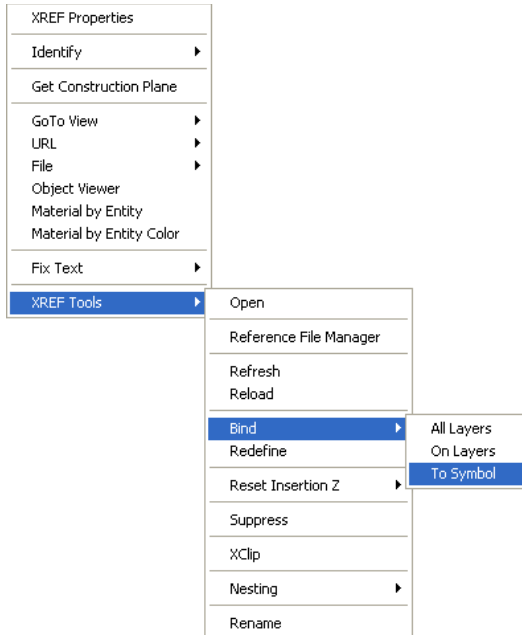 XREF Properties
Identify
Get Construction Plane
GoTo View
URL
File
Object Viewer
Material by Entity
Material by Entity Color
Fix Text
XREF Tools
Open
Reference File Manager
Refresh
Reload
Bind
Redefine
Reset Insertion Z
Suppress
XClip
Nesting
Rename
All Layers
On Layers
To Symbol